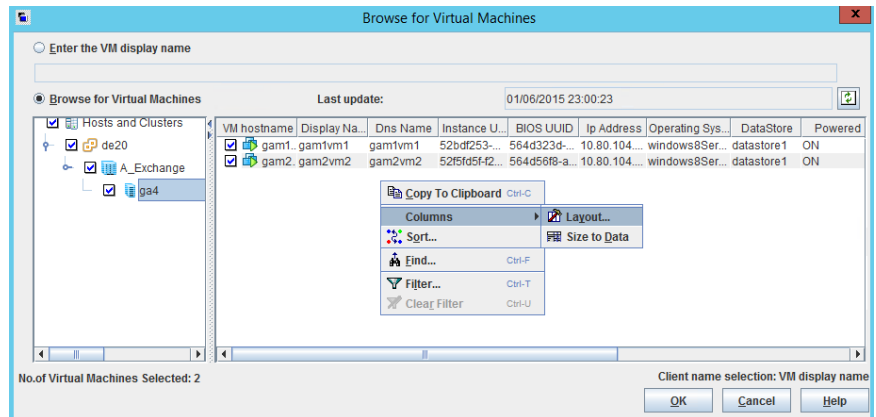 Browse for Virtual Machines
x
Enter the VM display name
Browse for Virtual Machines Last update: 01/06/2015 23:00:23
Hosts and Clusters
de20
A_Exchange
ga4
VM hostname Display Na... Dns Name Instance U... BIOS UUID Ip Address Operating Sys... DataStore Powered
gam1.. gam1vm1 gam1vm1 52bdf253-... 564d323d-... 10.80.104.... windows8Ser... datastore1 ON
gam2. gam2vm2 gam2vm2 52f5fd5f-f2... 564d56f8-a... 10.80.104.... windows8Ser... datastore1 ON
Copy To Clipboard Ctrl-C
Columns Layout...
Sort... Size to Data
Find... Ctrl-F
Filter... Ctrl-T
Clear Filter Ctrl-U
No.of Virtual Machines Selected: 2 Client name selection: VM display name
OK Cancel Help